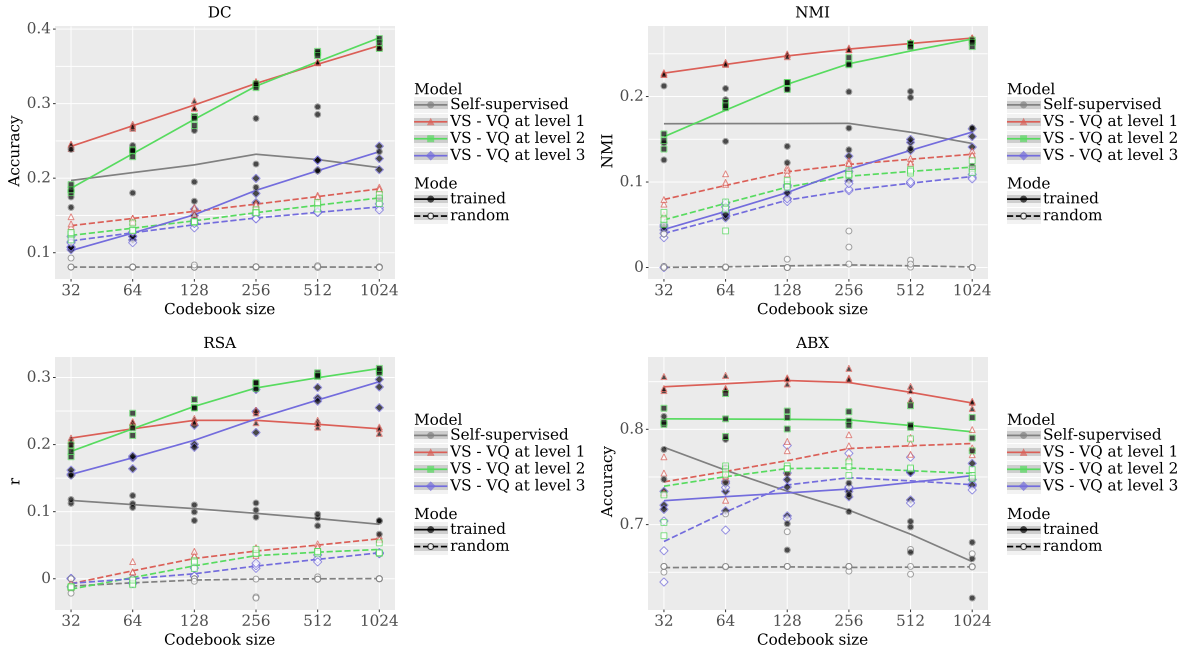 DC
0.4
0.3
0.2
0.1
Accuracy
32 64 128 256 512 1024
Codebook size
Model
Self-supervised
VS - VQ at level 1
VS - VQ at level 2
VS - VQ at level 3
Mode
trained
random
NMI
0.2
0.1
0
NMI
32 64 128 256 512 1024
Codebook size
Model
Self-supervised
VS - VQ at level 1
VS - VQ at level 2
VS - VQ at level 3
Mode
trained
random
RSA
0.3
0.2
0.1
0
r
32 64 128 256 512 1024
Codebook size
Model
Self-supervised
VS - VQ at level 1
VS - VQ at level 2
VS - VQ at level 3
Mode
trained
random
ABX
0.8
0.7
Accuracy
32 64 128 256 512 1024
Codebook size
Model
Self-supervised
VS - VQ at level 1
VS - VQ at level 2
VS - VQ at level 3
Mode
trained
random